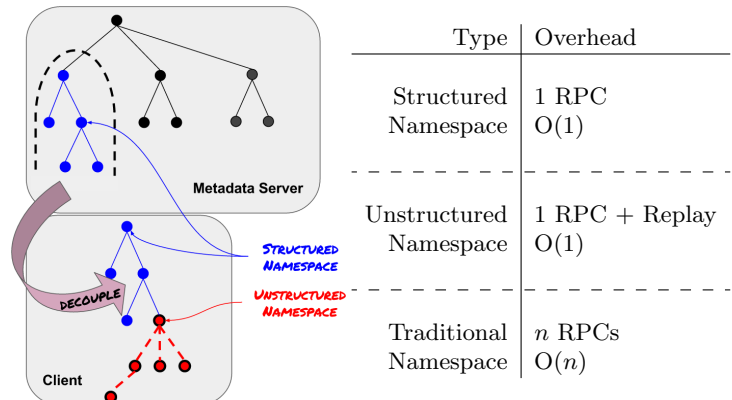 Metadata Server
DECOUPLE
Client
STRUCTURED
NAMESPACE
UNSTRUCTURED
NAMESPACE
Type Overhead
Structured 1 RPC
Namespace O(1)
Unstructured 1 RPC + Replay
Namespace O(1)
Traditional n RPCs
Namespace O(n)